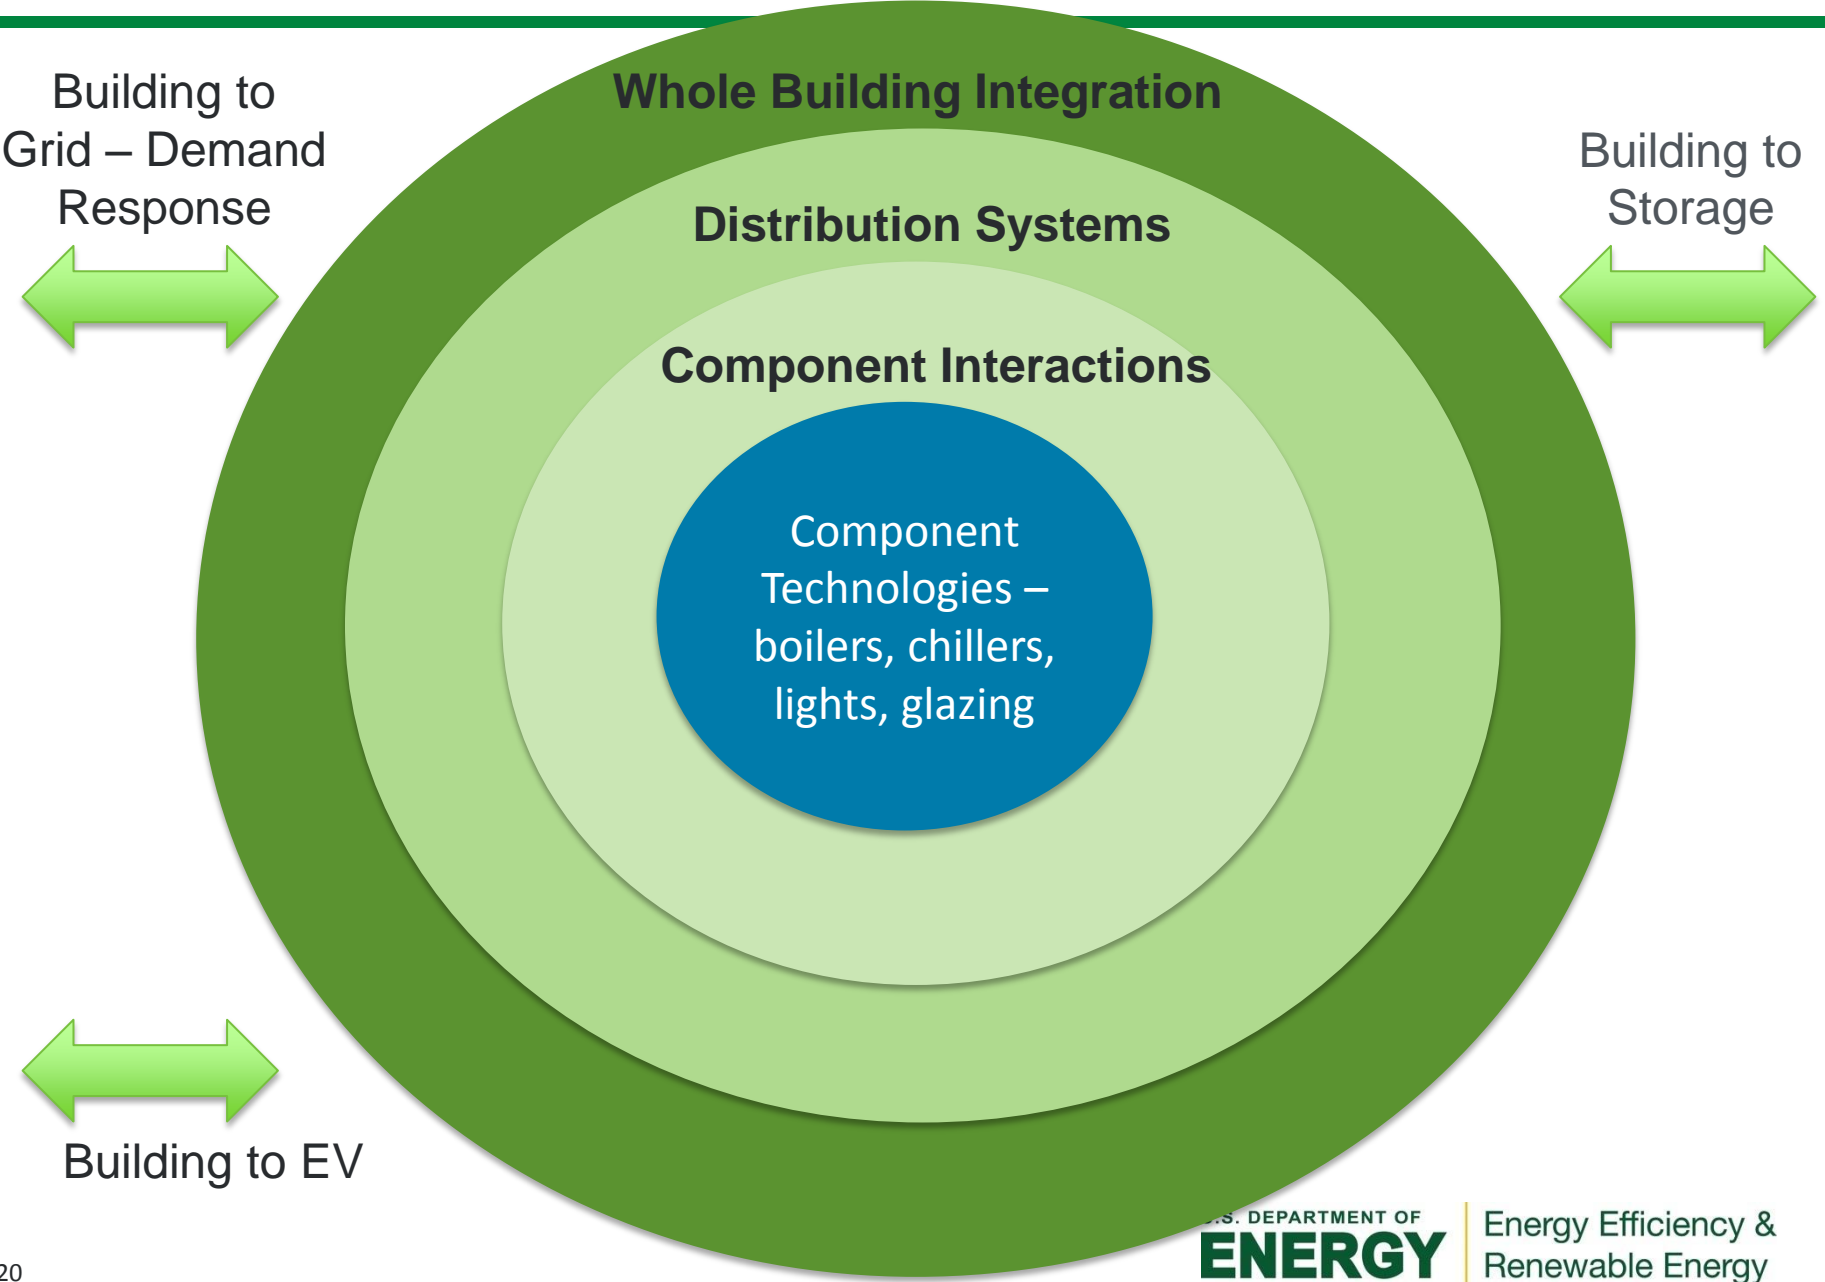 Building to
Grid – Demand
Response
Whole Building Integration
Building to
Storage
Distribution Systems
Component Interactions
Component
Technologies –
boilers, chillers,
lights, glazing
Building to EV
.S. DEPARTMENT OF
ENERGY
Energy Efficiency &
Renewable Energy
20